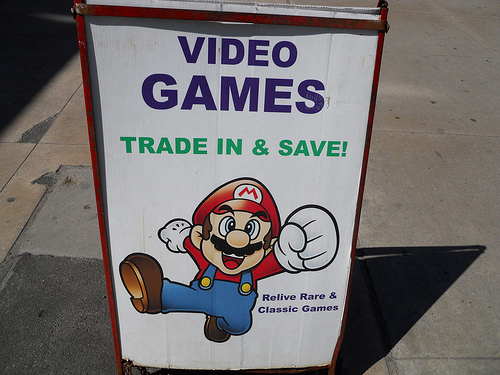 VIDEO
GAMES
TRADE IN & SAVE!
M
Relive Rare &
Classic Games